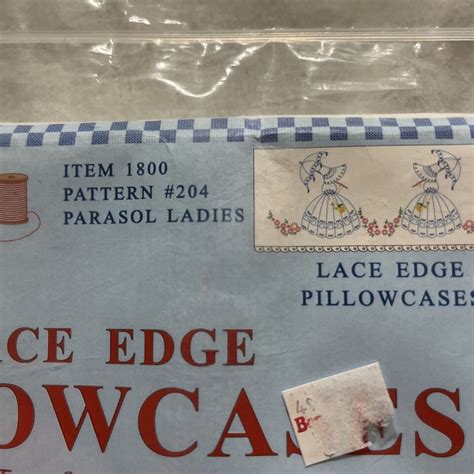 ITEM 1800
PATTERN #204
PARASOL LADIES
LACE EDGE
PILLOWCASES
ACE EDGE
OWCASES